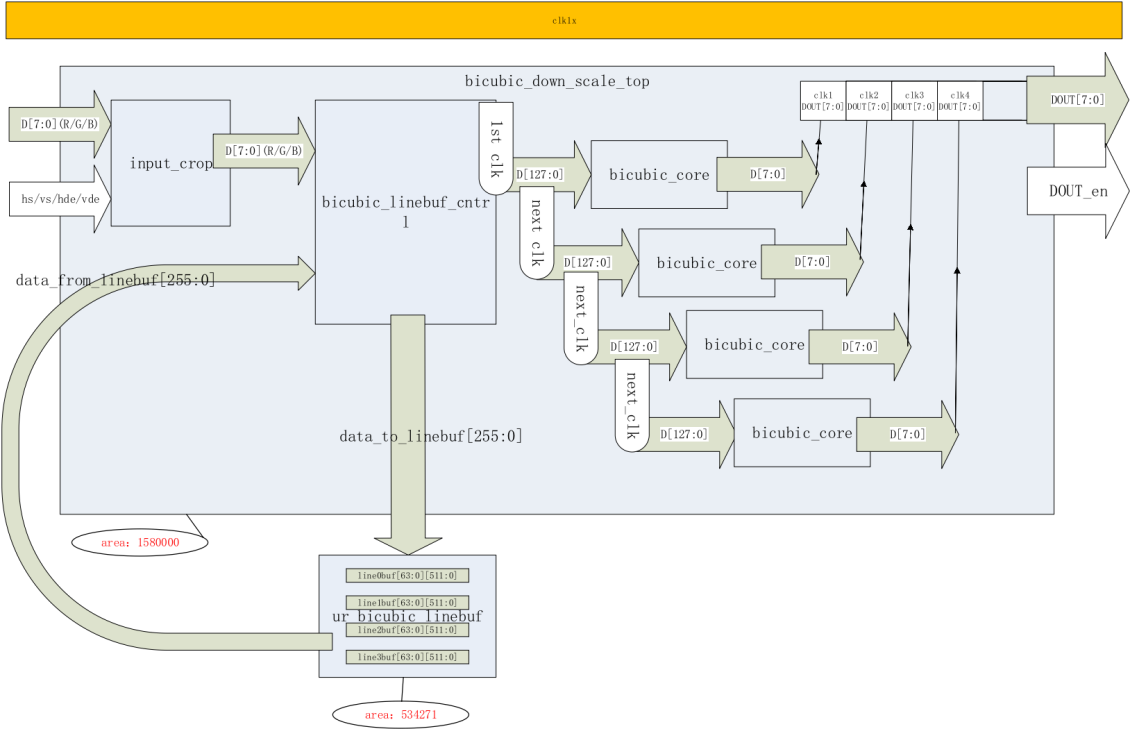 clk1x
bicubic_down_scale_top
D[7:0](R/G/B)
hs/vs/hde/vde
input_crop
D[7:0](R/G/B)
bicubic_linebuf_cntr
l
1st clk
D[127:0]
bicubic_core
D[7:0]
clk1
DOUT[7:0]
clk2
DOUT[7:0]
clk3
DOUT[7:0]
clk4
DOUT[7:0]
DOUT[7:0]
DOUT_en
next clk
D[127:0]
bicubic_core
D[7:0]
next_clk
D[127:0]
bicubic_core
D[7:0]
next_clk
D[127:0]
bicubic_core
D[7:0]
data_from_linebuf[255:0]
data_to_linebuf[255:0]
area: 1580000
line0buf[63:0][511:0]
line1buf[63:0][511:0]
ur_bicubic_linebuf
line2buf[63:0][511:0]
line3buf[63:0][511:0]
area: 534271